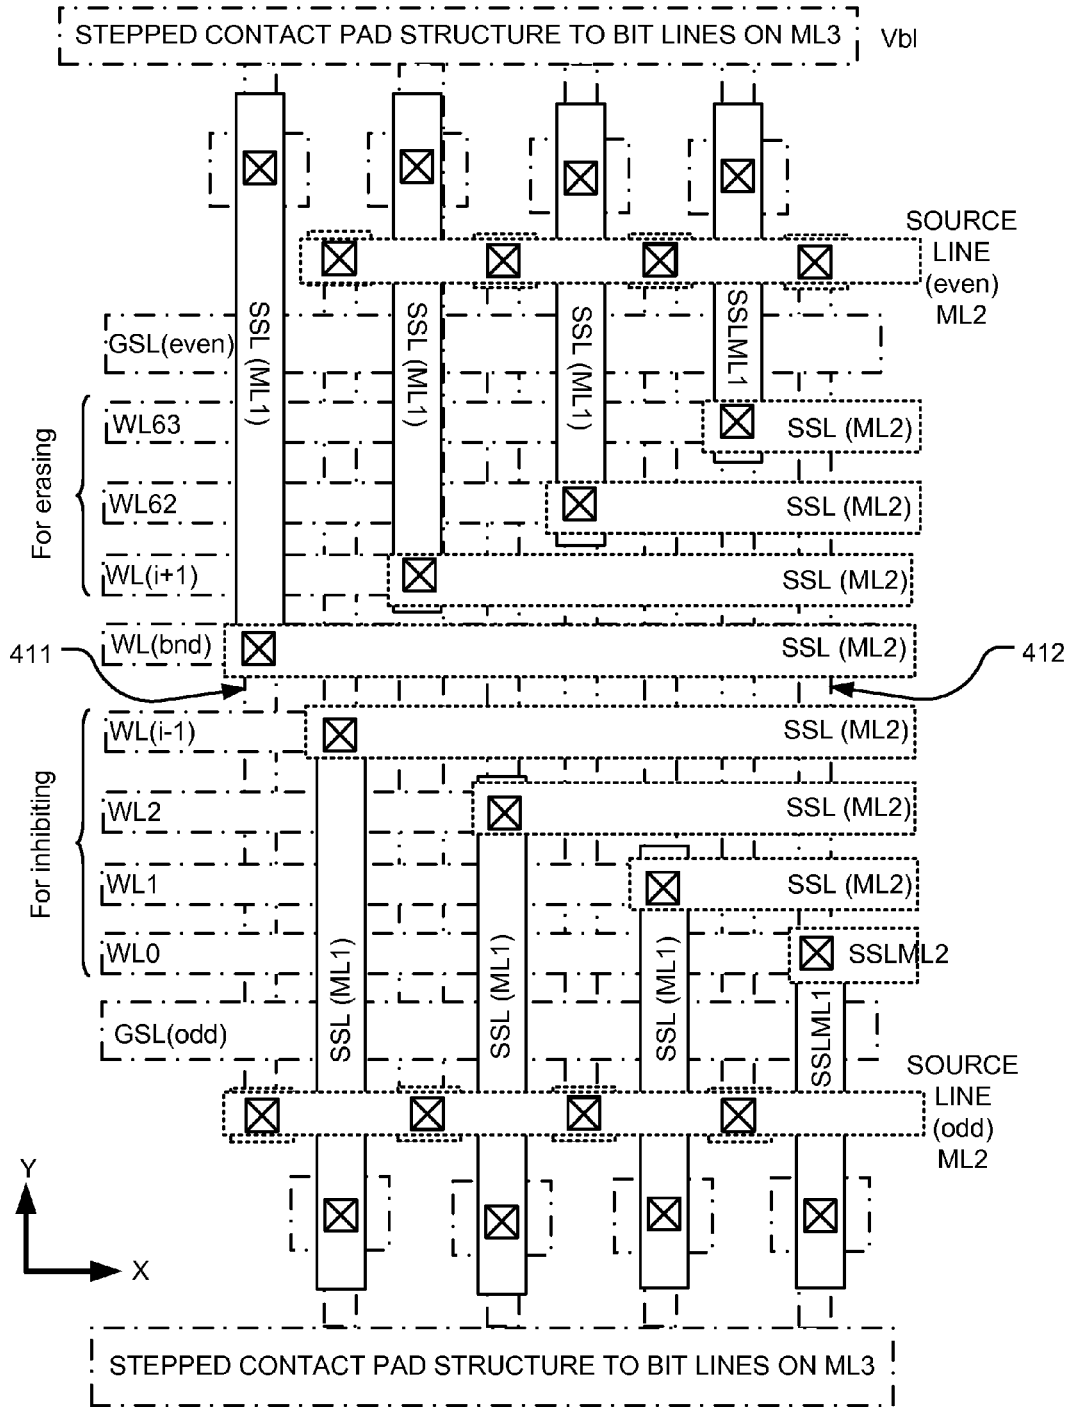 STEPPED CONTACT PAD STRUCTURE TO BIT LINES ON ML3
Vbl
SOURCE
LINE
(even)
ML2
SSL (ML1)
SSL (ML1)
SSL (ML1)
SSLML1
GSL(even)
For erasing
WL63
SSL (ML2)
WL62
SSL (ML2)
WL(i+1)
SSL (ML2)
WL(bnd)
SSL (ML2)
411
412
For inhibiting
WL(i-1)
SSL (ML2)
WL2
SSL (ML2)
WL1
SSL (ML2)
WL0
SSLML2
SSL (ML1)
SSL (ML1)
SSL (ML1)
SSLML1
GSL(odd)
SOURCE
LINE
(odd)
ML2
Y
X
STEPPED CONTACT PAD STRUCTURE TO BIT LINES ON ML3